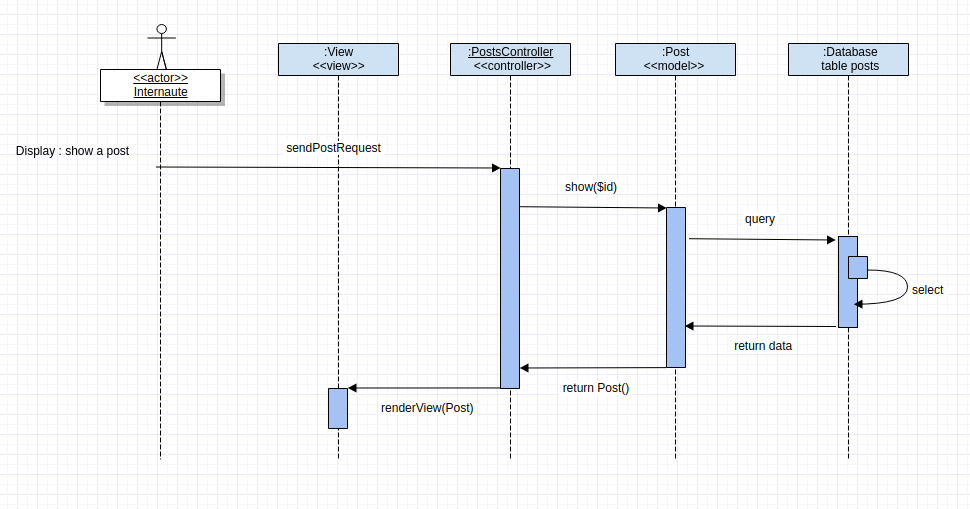 <<actor>>
Internaute
:View
<<view>>
:PostsController
<<controller>>
:Post
<<model>>
:Database
table posts
Display : show a post
sendPostRequest
show($id)
query
select
return data
return Post()
renderView(Post)